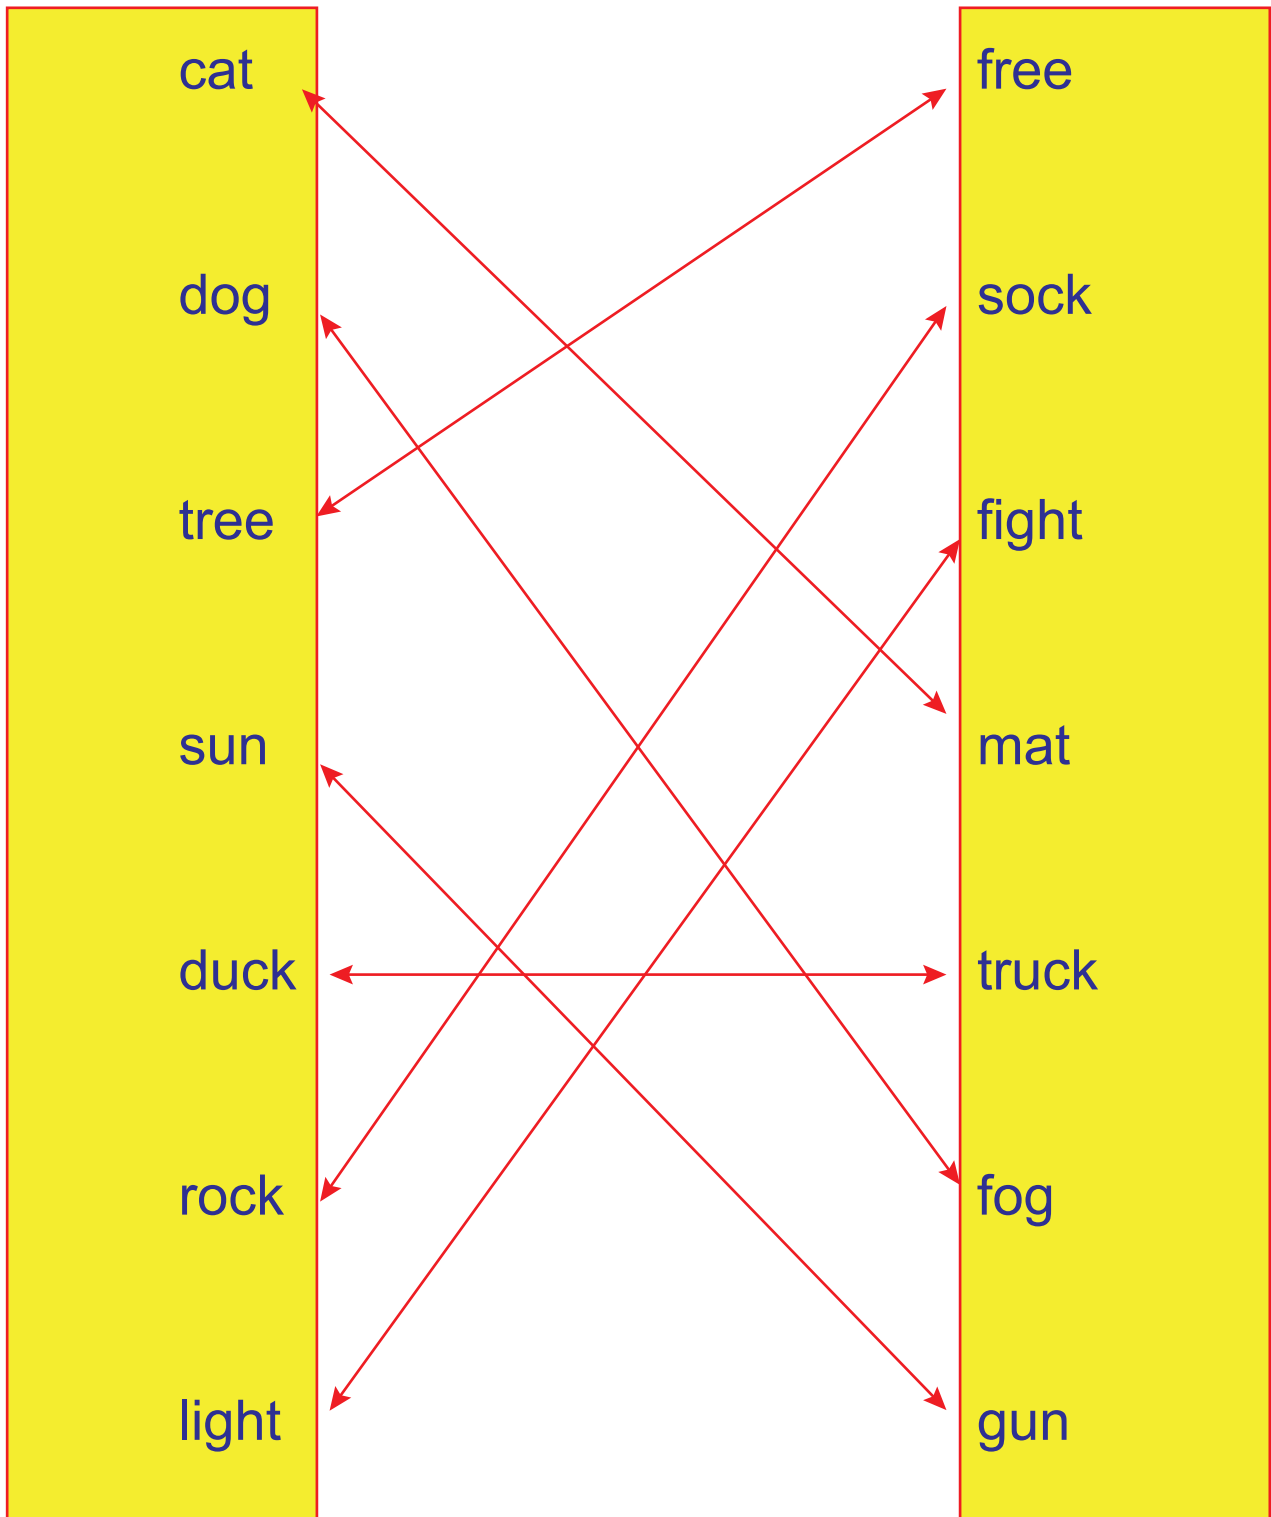 cat free
dog sock
tree fight
sun mat
duck truck
rock fog
light gun